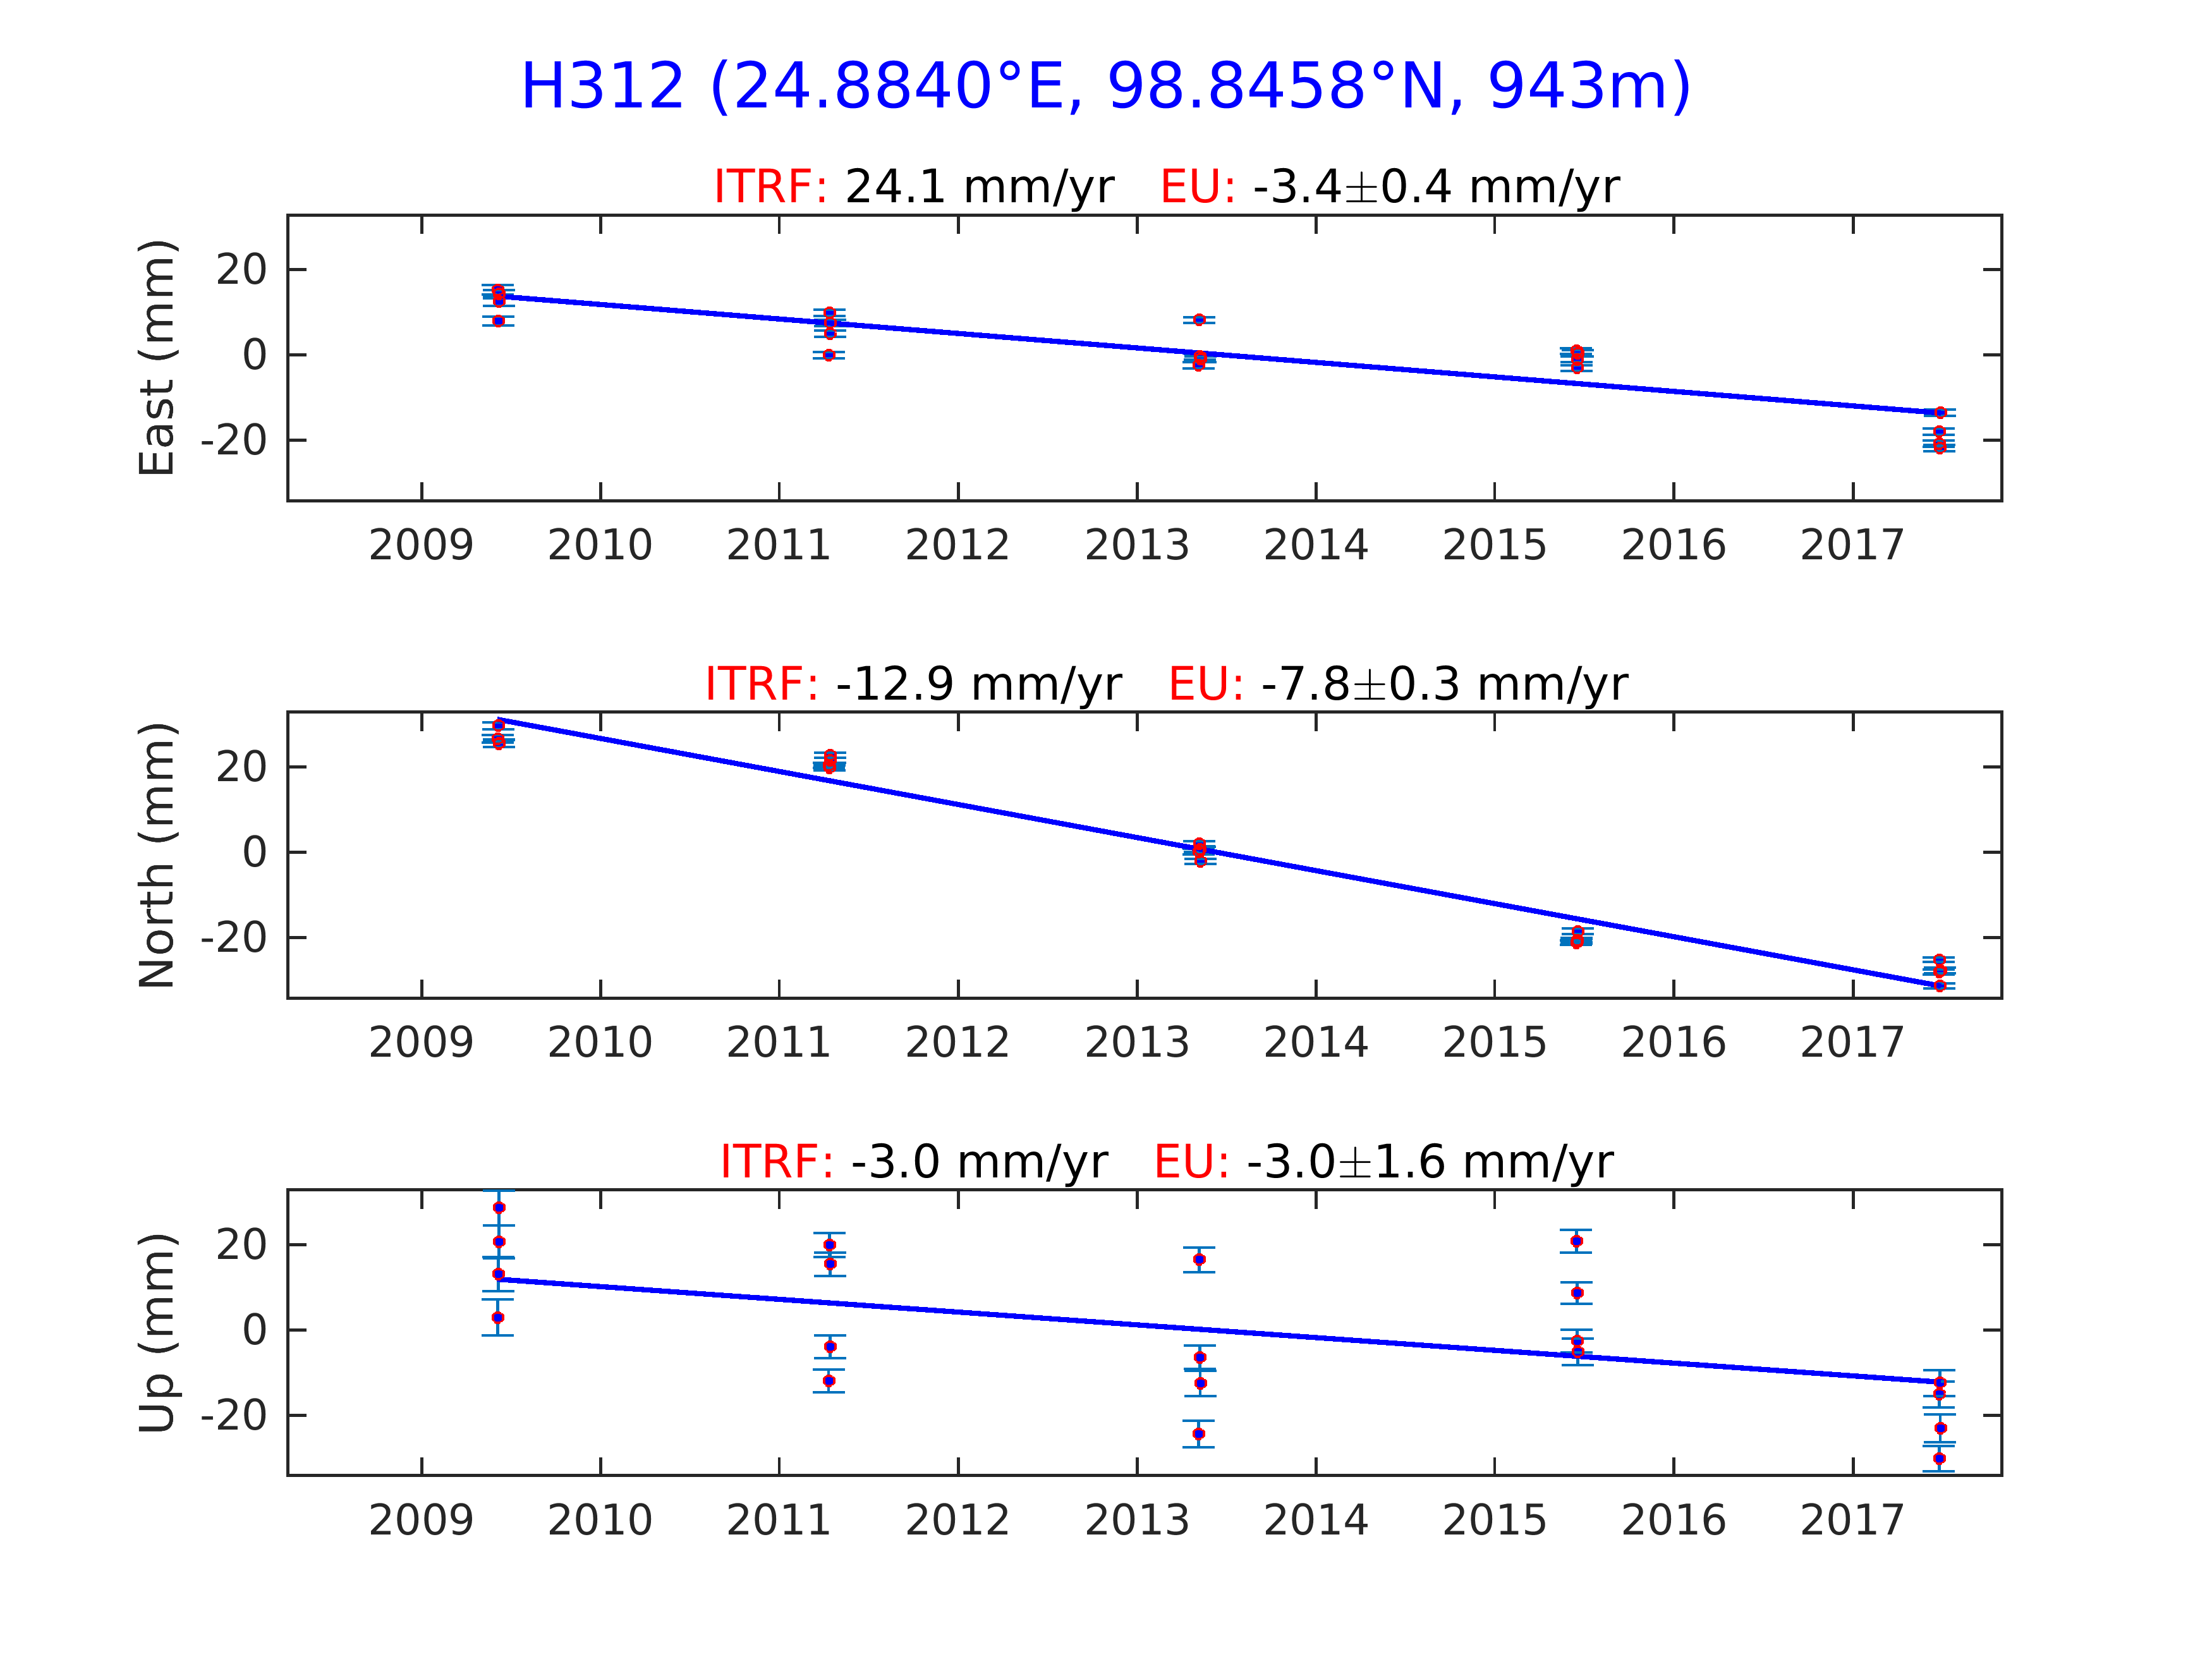 H312 (24.8840°E, 98.8458°N, 943m)
ITRF: 24.1 mm/yr EU: -3.4±0.4 mm/yr
East (mm)
20
0
-20
2009 2010 2011 2012 2013 2014 2015 2016 2017
ITRF: -12.9 mm/yr EU: -7.8±0.3 mm/yr
North (mm)
20
0
-20
2009 2010 2011 2012 2013 2014 2015 2016 2017
ITRF: -3.0 mm/yr EU: -3.0±1.6 mm/yr
Up (mm)
20
0
-20
2009 2010 2011 2012 2013 2014 2015 2016 2017